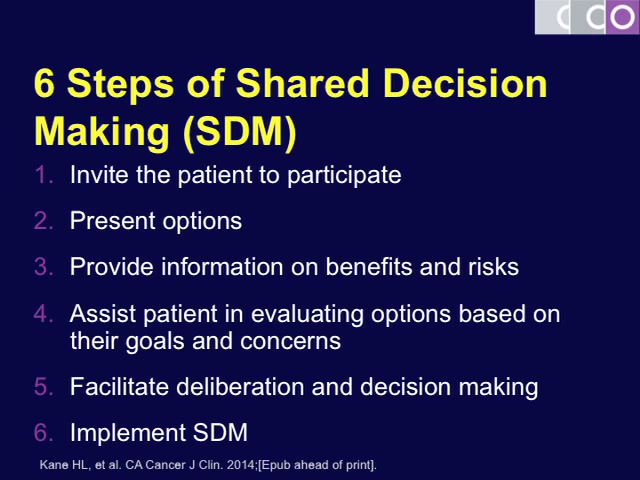 CCO
6 Steps of Shared Decision
Making (SDM)
1. Invite the patient to participate
2. Present options
3. Provide information on benefits and risks
4. Assist patient in evaluating options based on
their goals and concerns
5. Facilitate deliberation and decision making
6. Implement SDM
Kane HL, et al. CA Cancer J Clin. 2014;[Epub ahead of print].